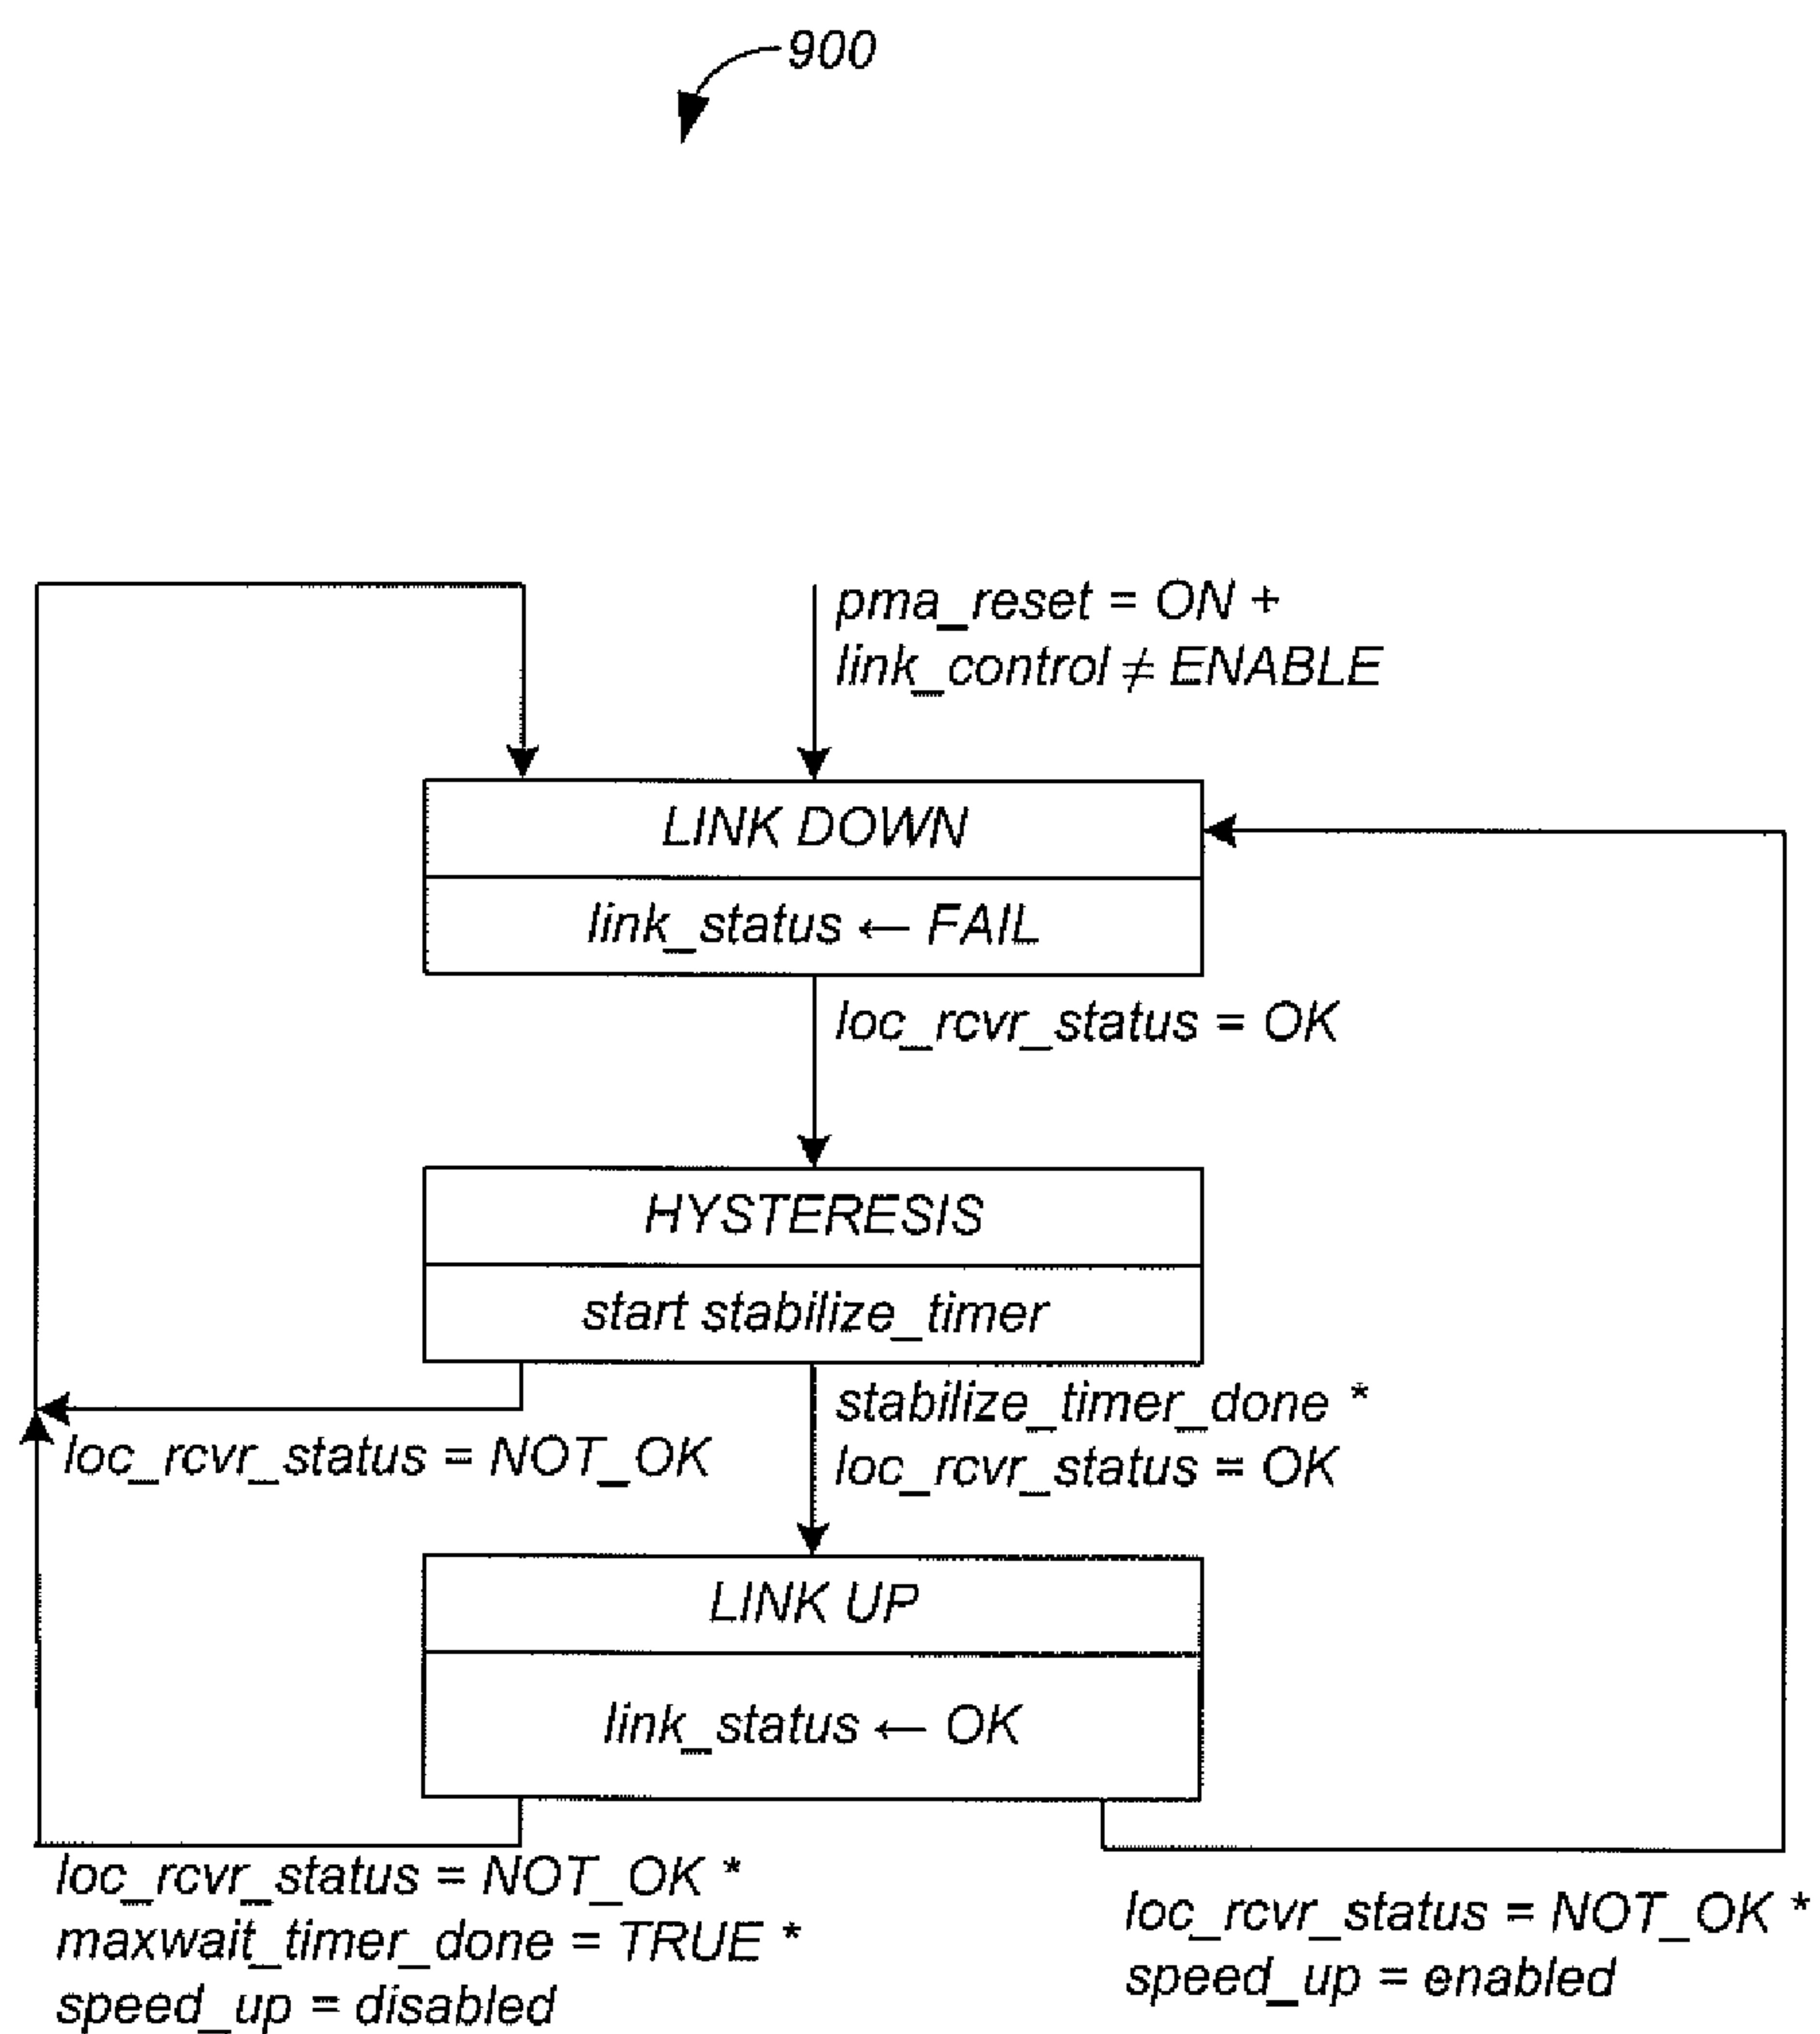 900
pma_reset = ON +
link_control ≠ ENABLE
LINK DOWN
link_status ← FAIL
loc_rcvr_status = OK
HYSTERESIS
start stabilize_timer
loc_rcvr_status = NOT_OK
stabilize_timer_done *
loc_rcvr_status = OK
LINK UP
link_status ← OK
loc_rcvr_status = NOT_OK *
maxwait_timer_done = TRUE *
speed_up = disabled
loc_rcvr_status = NOT_OK *
speed_up = enabled